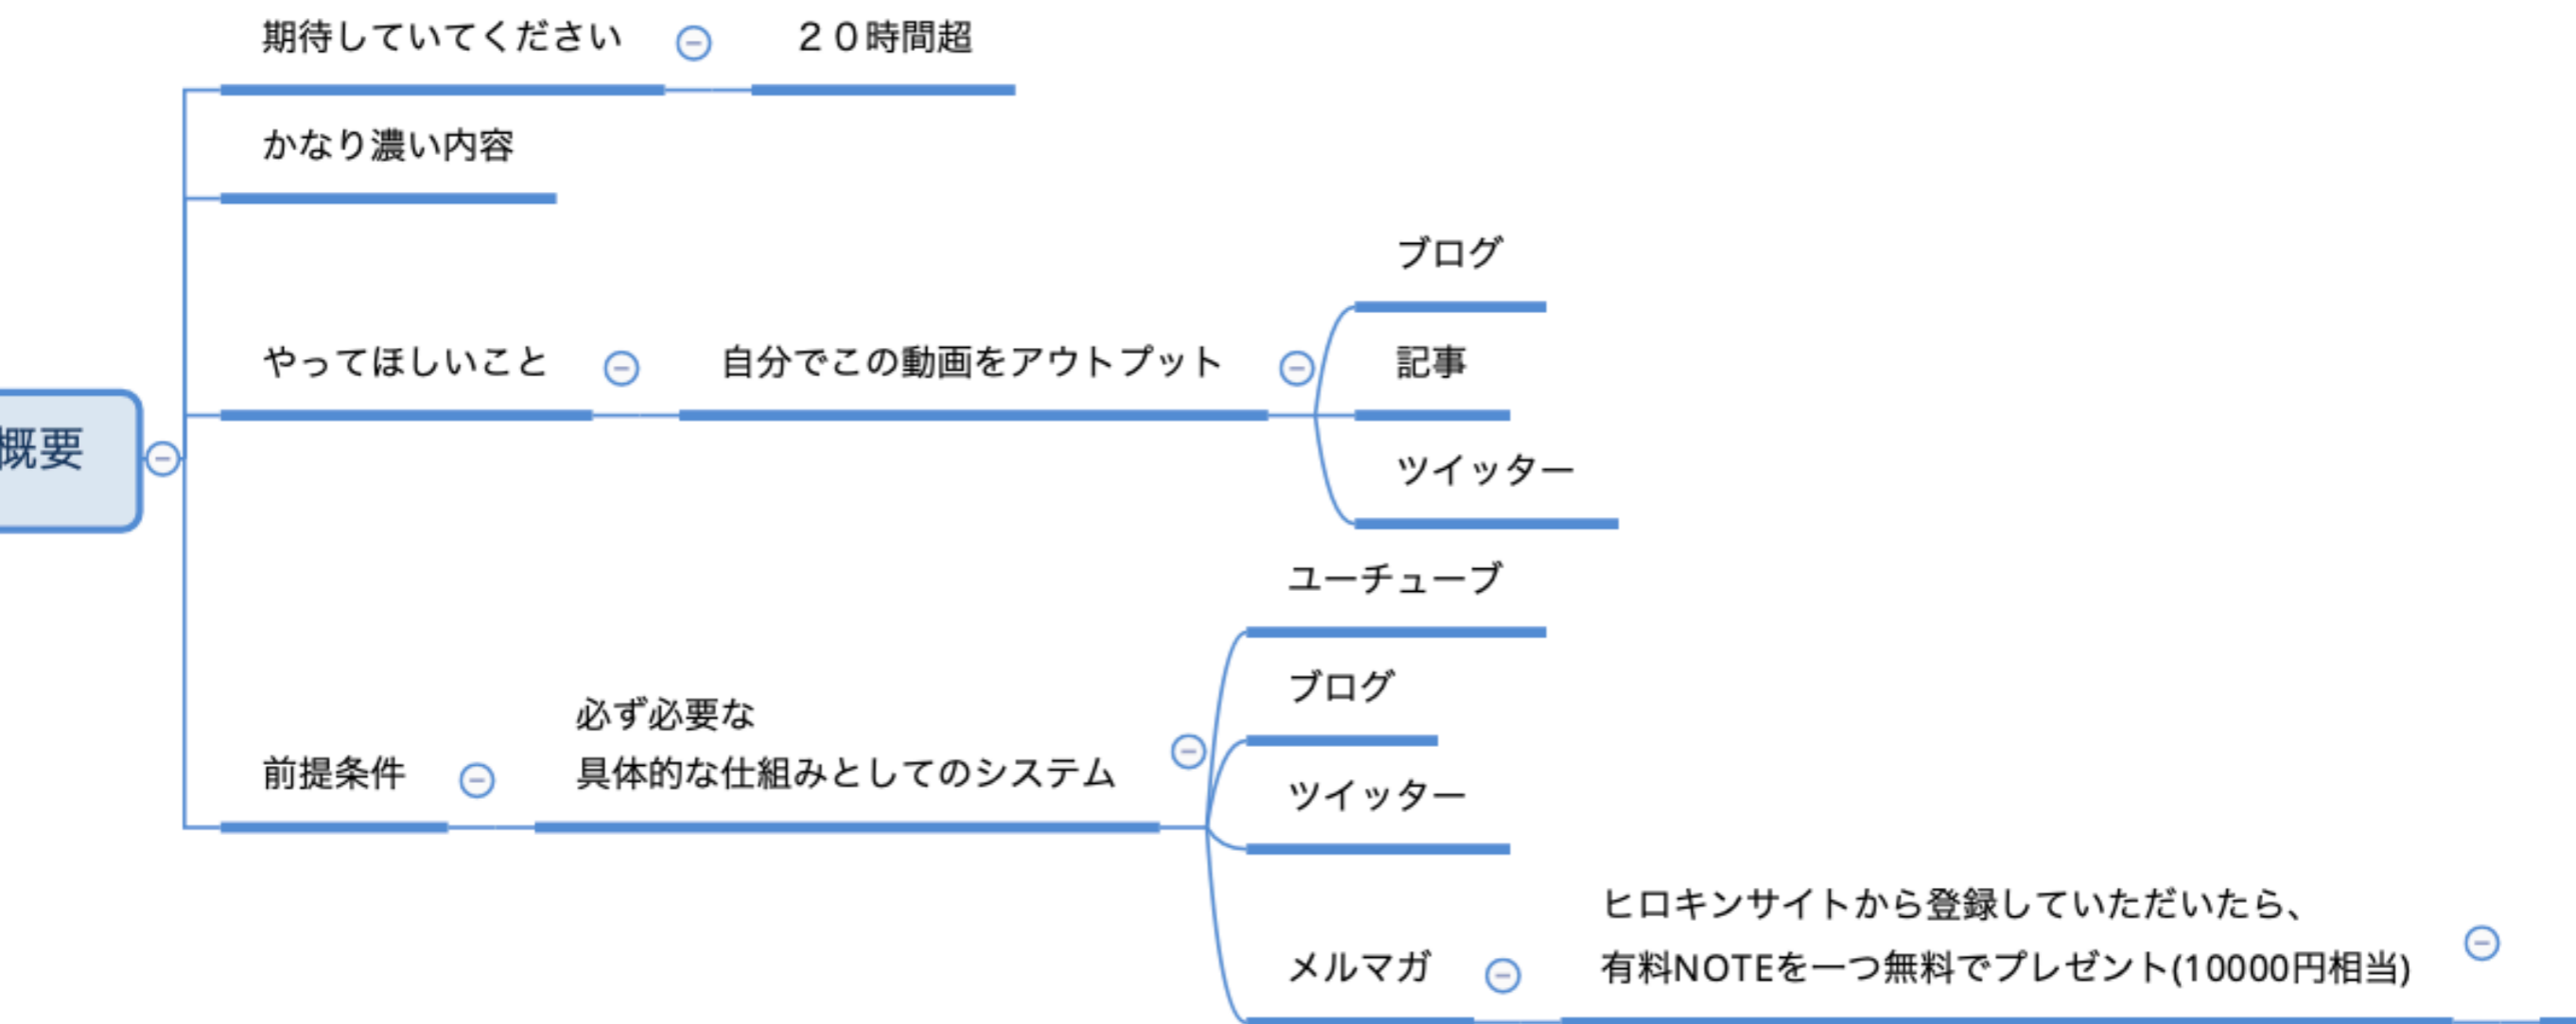 期待していてください
２０時間超
かなり濃い内容
概要
やってほしいこと
自分でこの動画をアウトプット
ブログ
記事
ツイッター
前提条件
必ず必要な
具体的な仕組みとしてのシステム
ユーチューブ
ブログ
ツイッター
メルマガ
ヒロキンサイトから登録していただいたら、
有料NOTEを一つ無料でプレゼント(10000円相当)